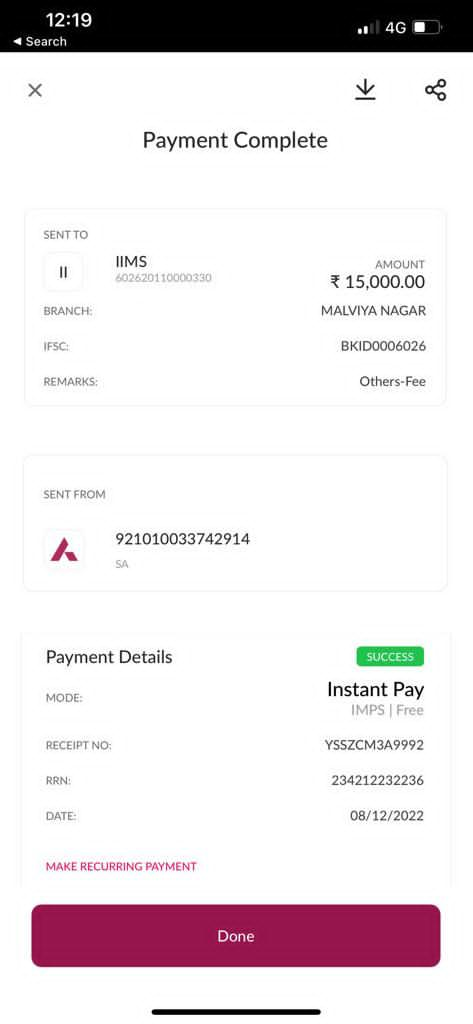 12:19
4G
◀ Search
Payment Complete
SENT TO
II
IIMS
602620110000330
AMOUNT
₹ 15,000.00
BRANCH: MALVIYA NAGAR
IFSC: BKID0006026
REMARKS: Others-Fee
SENT FROM
921010033742914
SA
Payment Details SUCCESS
MODE: Instant Pay
IMPS | Free
RECEIPT NO: YSSZCM3A9992
RRN: 234212232236
DATE: 08/12/2022
MAKE RECURRING PAYMENT
Done